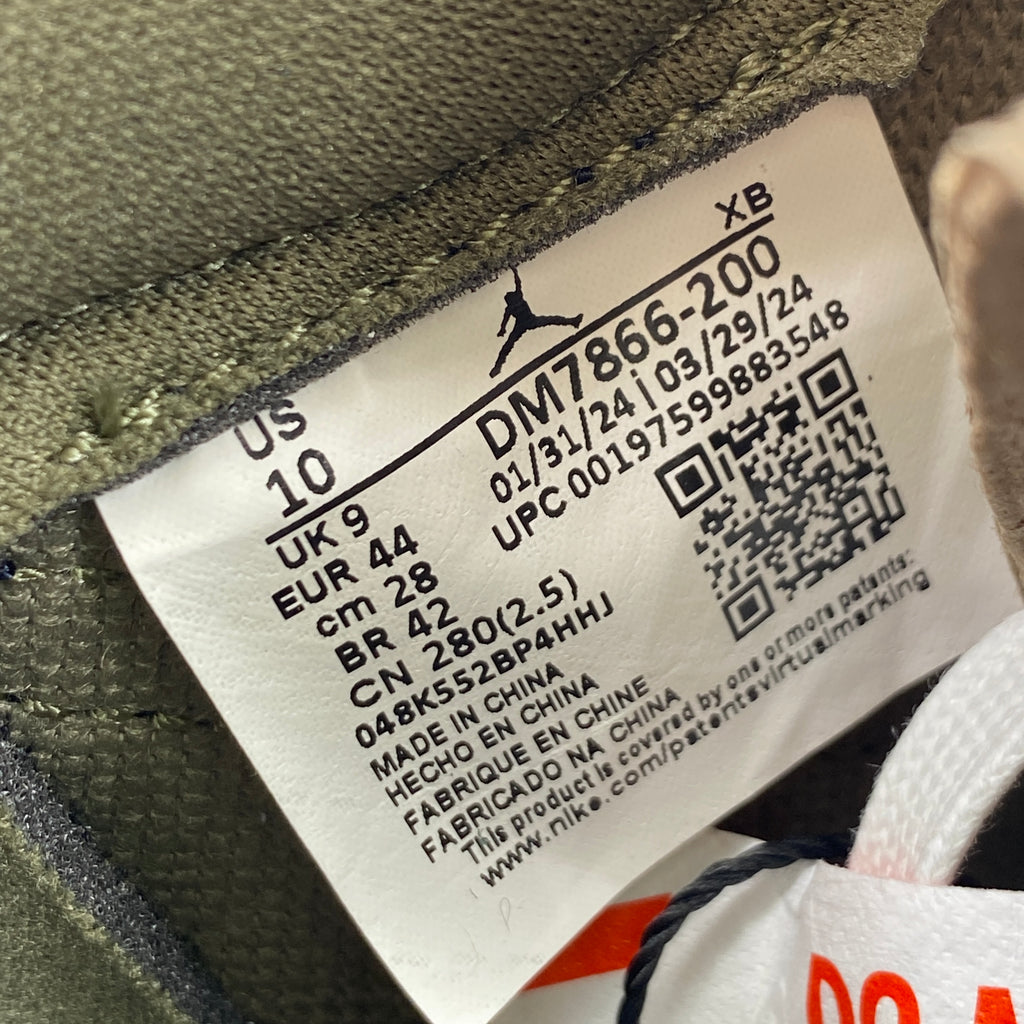 XB
US
10
UK 9
EUR 44
cm 28
BR 42
CN 280(2.5)
048K552BP4HHJ
MADE IN CHINA
HECHO EN CHINA
FABRIQUE EN CHINE
FABRICADO NA CHINA
This product is covered by one or more patents:
www.nike.com/patentsvirtualmarking
DM7866-200
01/31/24 | 03/29/24
UPC 00197599883548